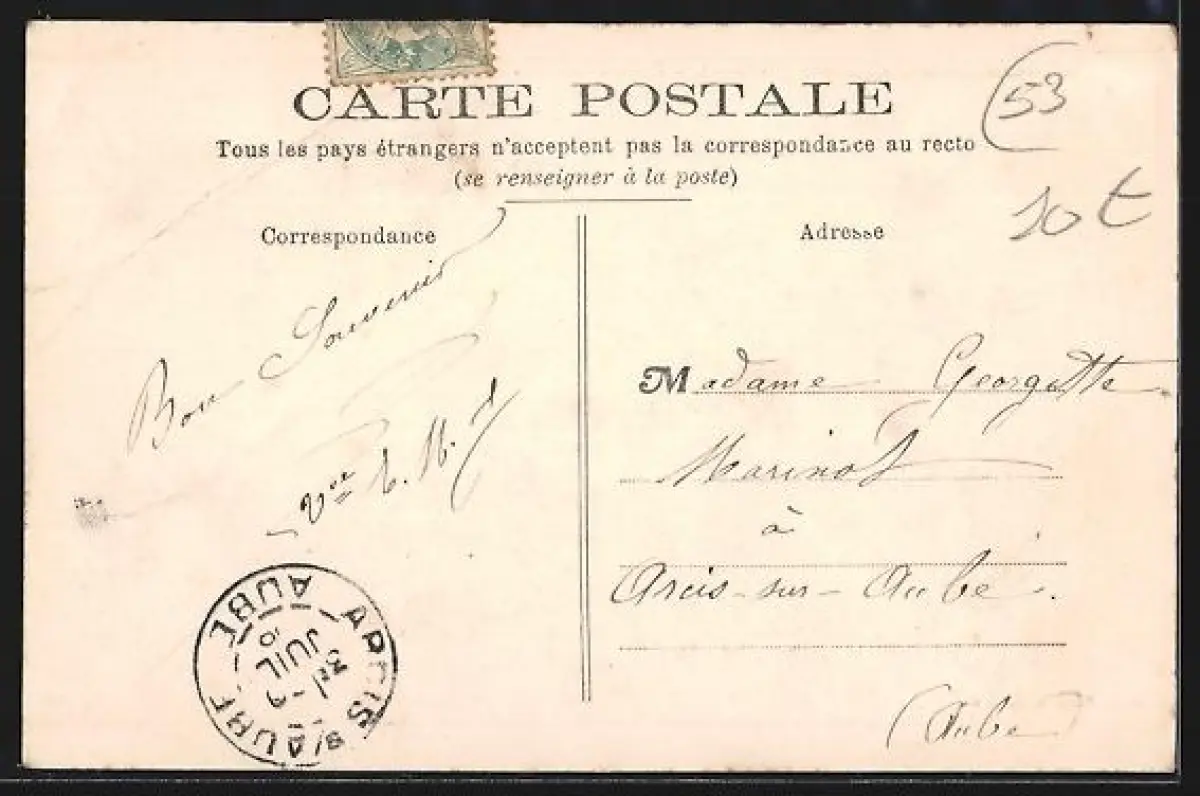 CARTE POSTALE
53
Tous les pays étrangers n'acceptent pas la correspondance au recto
(se renseigner à la poste)
10 t
Correspondance
Adresse
Bon Souvenir
Vve
Madame Georgette
Marinot
à
Arcis-sur-Aube.
(Aube
ARCIS S/AUBE
AUBE
JUIL